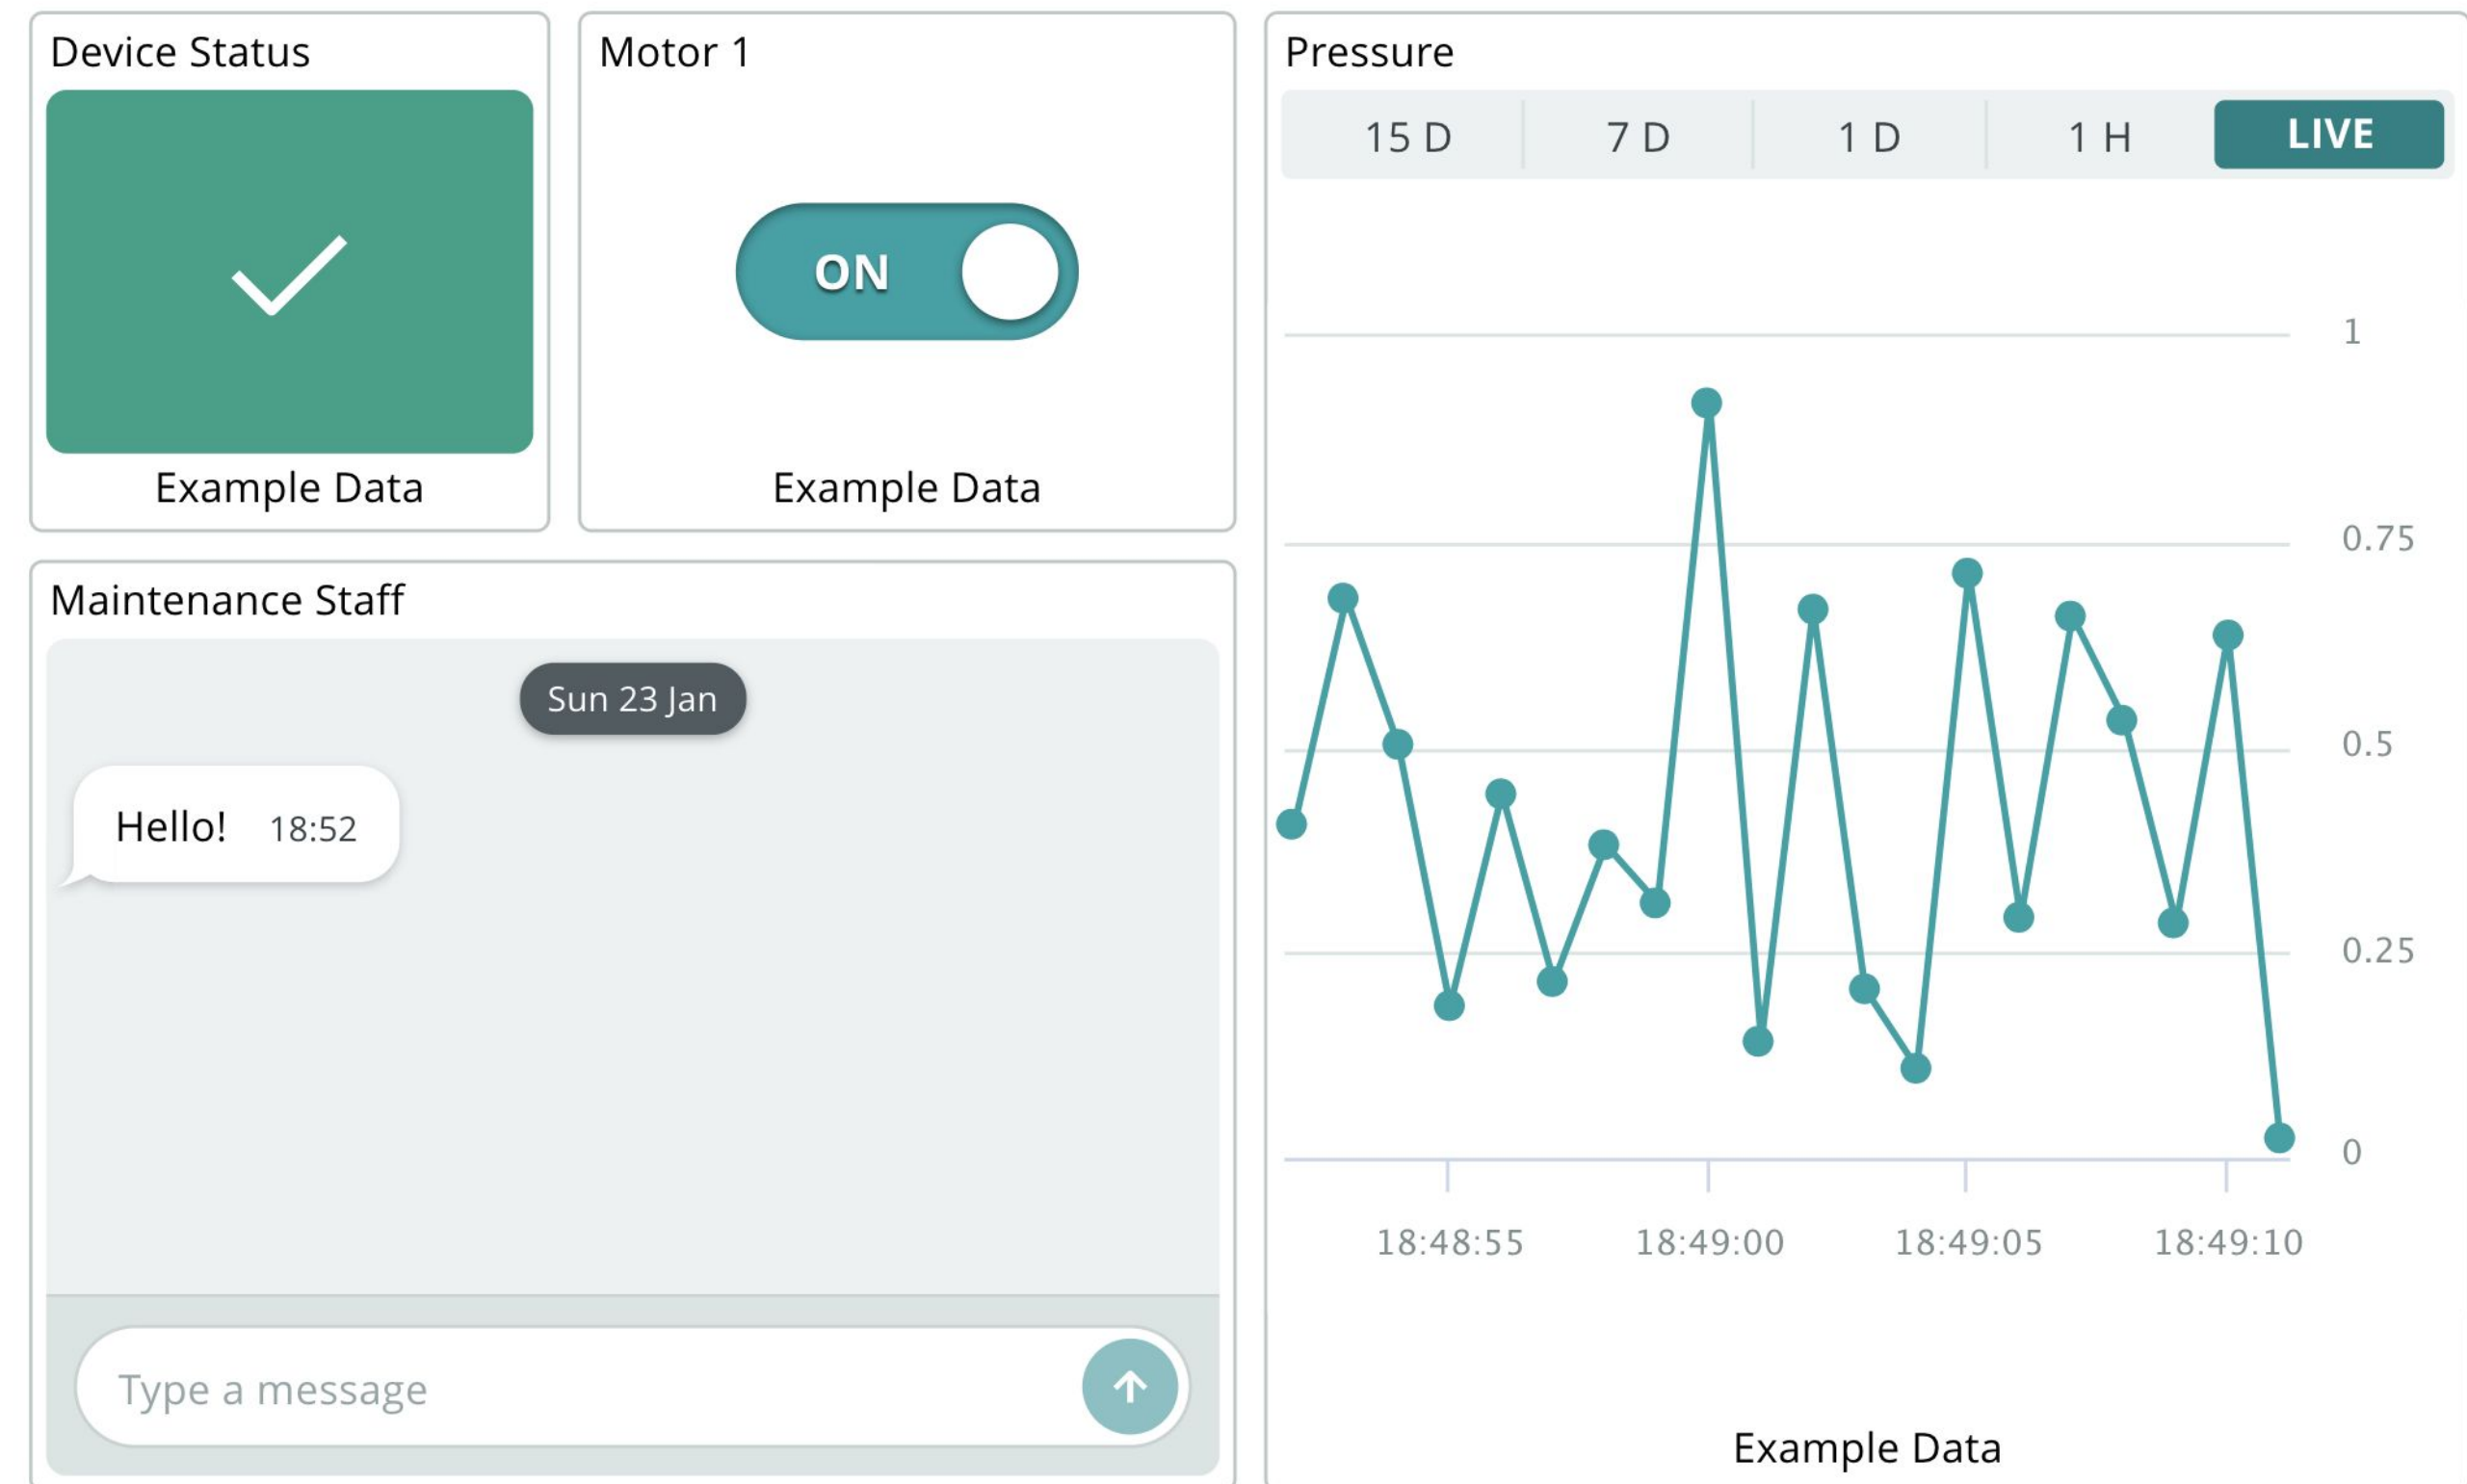 Device Status
Example Data
Motor 1
ON
Example Data
Maintenance Staff
Sun 23 Jan
Hello! 18:52
Type a message
Pressure
15 D 7 D 1 D 1 H LIVE
1
0.75
0.5
0.25
0
18:48:55 18:49:00 18:49:05 18:49:10
Example Data